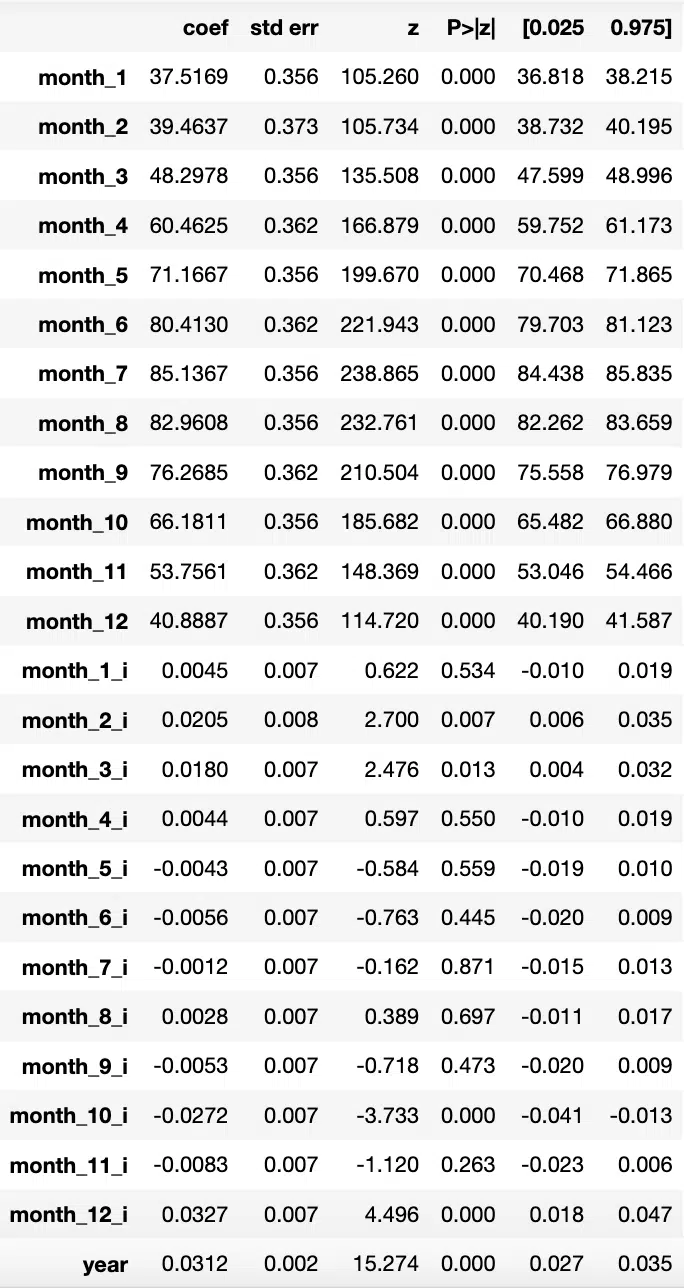 coef std err z P>|z| [0.025 0.975]
month_1 37.5169 0.356 105.260 0.000 36.818 38.215
month_2 39.4637 0.373 105.734 0.000 38.732 40.195
month_3 48.2978 0.356 135.508 0.000 47.599 48.996
month_4 60.4625 0.362 166.879 0.000 59.752 61.173
month_5 71.1667 0.356 199.670 0.000 70.468 71.865
month_6 80.4130 0.362 221.943 0.000 79.703 81.123
month_7 85.1367 0.356 238.865 0.000 84.438 85.835
month_8 82.9608 0.356 232.761 0.000 82.262 83.659
month_9 76.2685 0.362 210.504 0.000 75.558 76.979
month_10 66.1811 0.356 185.682 0.000 65.482 66.880
month_11 53.7561 0.362 148.369 0.000 53.046 54.466
month_12 40.8887 0.356 114.720 0.000 40.190 41.587
month_1_i 0.0045 0.007 0.622 0.534 -0.010 0.019
month_2_i 0.0205 0.008 2.700 0.007 0.006 0.035
month_3_i 0.0180 0.007 2.476 0.013 0.004 0.032
month_4_i 0.0044 0.007 0.597 0.550 -0.010 0.019
month_5_i -0.0043 0.007 -0.584 0.559 -0.019 0.010
month_6_i -0.0056 0.007 -0.763 0.445 -0.020 0.009
month_7_i -0.0012 0.007 -0.162 0.871 -0.015 0.013
month_8_i 0.0028 0.007 0.389 0.697 -0.011 0.017
month_9_i -0.0053 0.007 -0.718 0.473 -0.020 0.009
month_10_i -0.0272 0.007 -3.733 0.000 -0.041 -0.013
month_11_i -0.0083 0.007 -1.120 0.263 -0.023 0.006
month_12_i 0.0327 0.007 4.496 0.000 0.018 0.047
year 0.0312 0.002 15.274 0.000 0.027 0.035